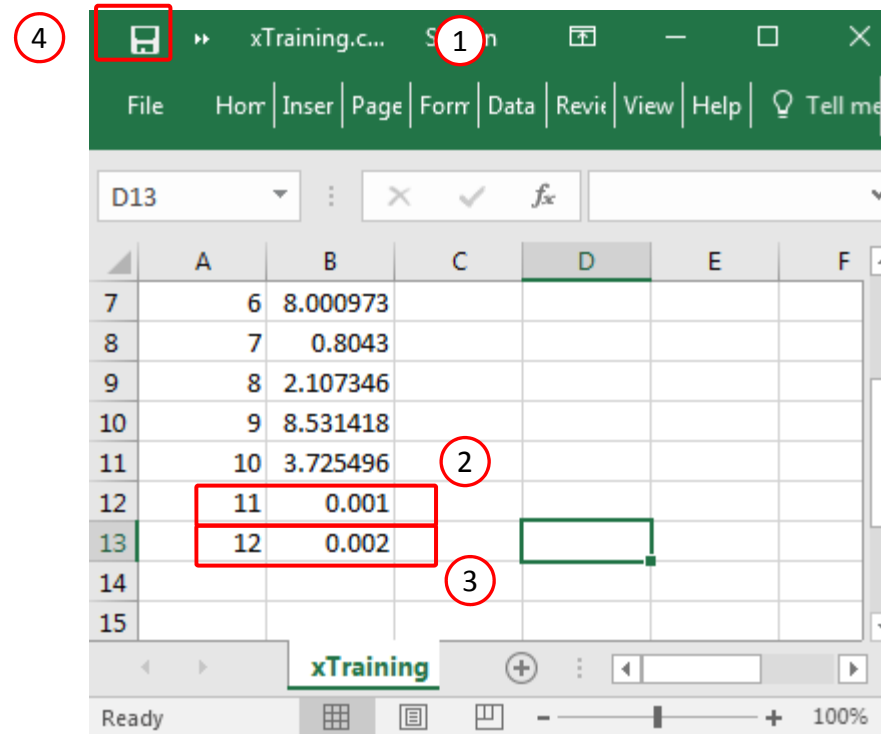 4 xTraining.c... S 1 n
File Hom Inser Page Form Data Revie View Help Tell me
D13 fx
A B C D E F
7 6 8.000973
8 7 0.8043
9 8 2.107346
10 9 8.531418
11 10 3.725496 2
12 11 0.001
13 12 0.002
14 3
15
xTraining
Ready 100%